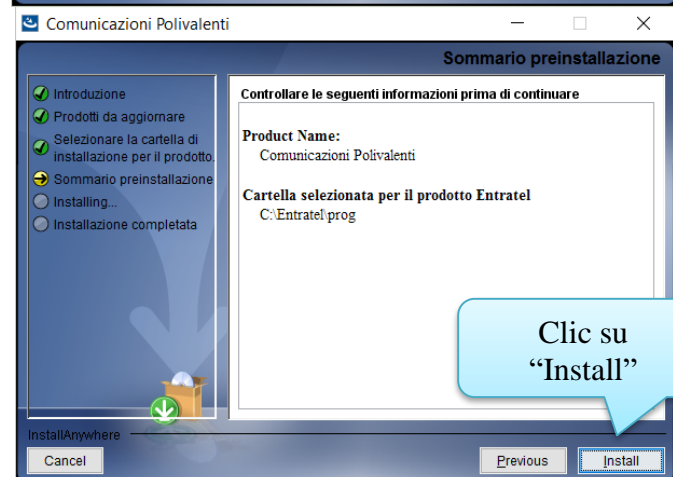 Comunicazioni Polivalenti
Sommario preinstallazione
Introduzione
Prodotti da aggiornare
Selezionare la cartella di
installazione per il prodotto.
Sommario preinstallazione
Installing...
Installazione completata
Controllare le seguenti informazioni prima di continuare
Product Name:
Comunicazioni Polivalenti
Cartella selezionata per il prodotto Entratel
C:\Entratel\prog
Clic su
“Install”
InstallAnywhere
Cancel
Previous
Install